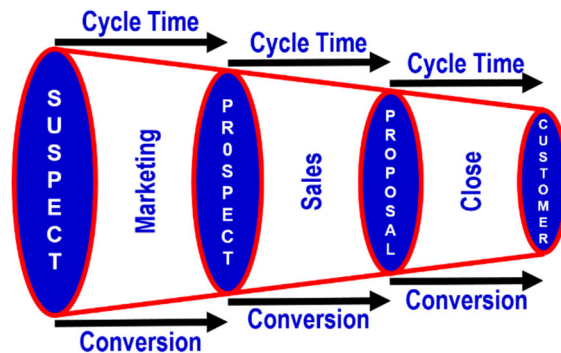 Cycle Time
Cycle Time
Cycle Time
SUSPECT
Marketing
PR0SPECT
Sales
PROPOSAL
Close
CUSTOMER
Conversion
Conversion
Conversion